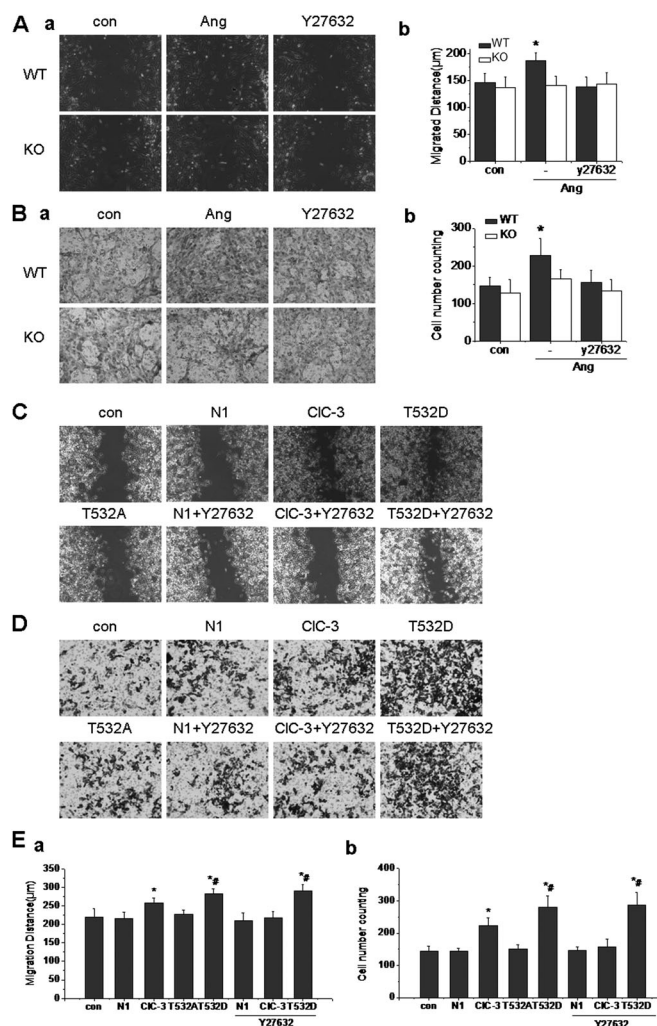 A a con Ang Y27632
WT
KO
b
WT
KO
*
Migrated Distance(μm)
200
150
100
50
0
con - y27632
Ang
B a con Ang Y27632
WT
KO
b
WT
KO
*
Cell number counting
300
200
100
0
con - y27632
Ang
C con N1 ClC-3 T532D
T532A N1+Y27632 ClC-3+Y27632 T532D+Y27632
D con N1 ClC-3 T532D
T532A N1+Y27632 ClC-3+Y27632 T532D+Y27632
E a
Migration Distance(μm)
350
300
250
200
150
100
50
0
* *# *#
con N1 ClC-3 T532A T532D N1 ClC-3 T532D
Y27632
b
Cell number counting
400
300
200
100
0
* *# *#
con N1 ClC-3 T532A T532D N1 ClC-3 T532D
Y27632